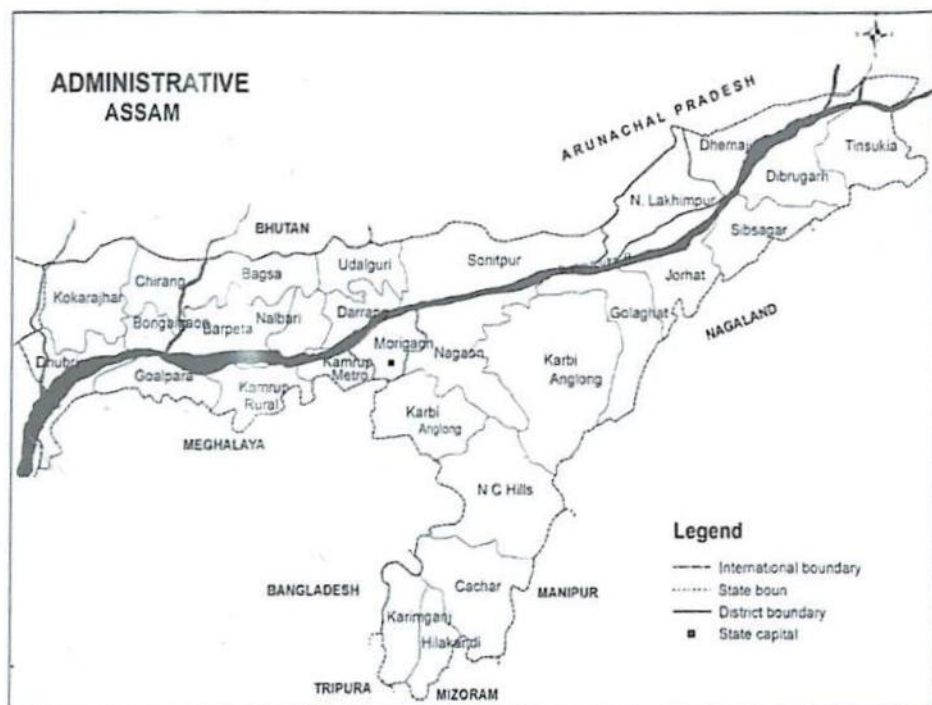 ADMINISTRATIVE
ASSAM
ARUNACHAL PRADESH
Dhemaji
Tinsukia
Dibrugarh
N. Lakhimpur
Sibsagar
BHUTAN
Udalguri
Sonitpur
Bagsa
Chirang
Kokarajhar
Jorhat
Golaghat
NAGALAND
Darrang
Nalbari
Barpeta
Bongaigaon
Morigaon
Nagaon
Karbi
Anglong
Dhubri
Goalpara
Kamrup
Metro
Kamrup
Rural
Karbi
Anglong
MEGHALAYA
N C Hills
Legend
International boundary
State boun
District boundary
State capital
BANGLADESH
Cachar
MANIPUR
Karimganj
Hilakandi
TRIPURA
MIZORAM